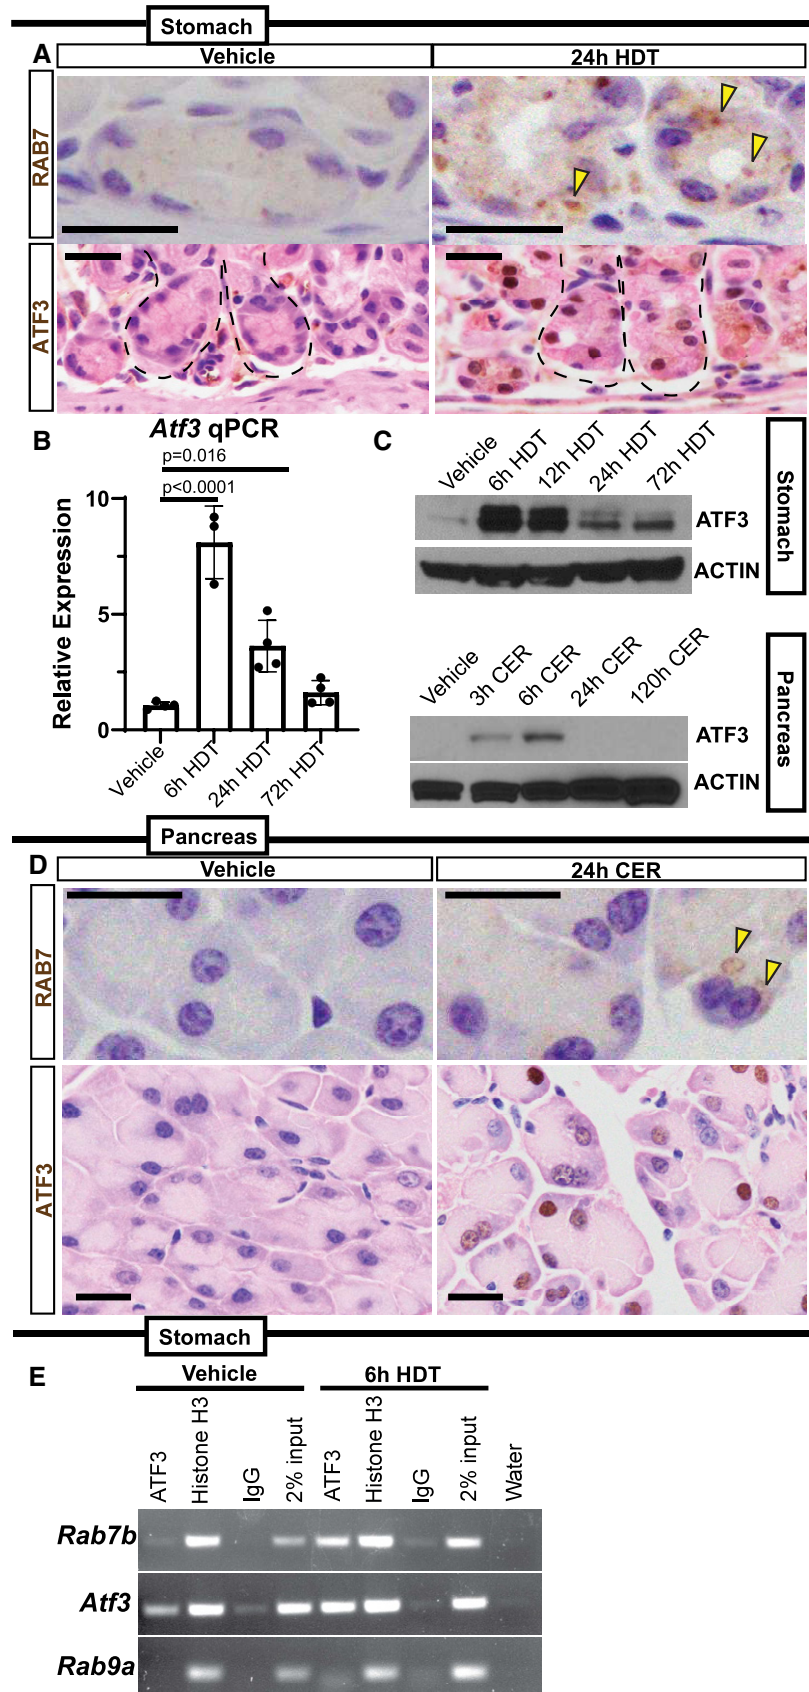 Stomach
A
Vehicle
24h HDT
RAB7
ATF3
B
Atf3 qPCR
p=0.016
p<0.0001
Relative Expression
10
5
0
Vehicle
6h HDT
24h HDT
72h HDT
C
Vehicle
6h HDT
12h HDT
24h HDT
72h HDT
ATF3
ACTIN
Stomach
Vehicle
3h CER
6h CER
24h CER
120h CER
ATF3
ACTIN
Pancreas
Pancreas
D
Vehicle
24h CER
RAB7
ATF3
Stomach
E
Vehicle
6h HDT
ATF3
Histone H3
IgG
2% input
ATF3
Histone H3
IgG
2% input
Water
Rab7b
Atf3
Rab9a